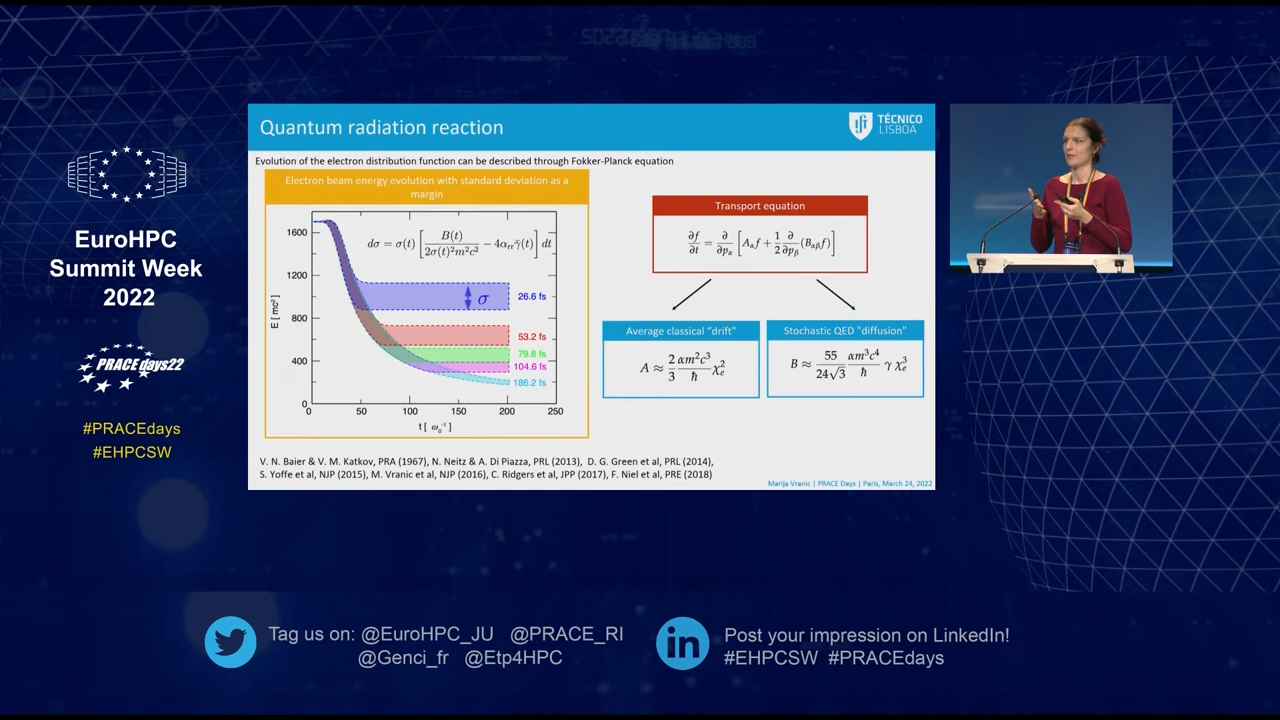 EuroHPC
Summit Week
2022
PRACEdays22
#PRACEdays
#EHPCSW
Quantum radiation reaction
TÉCNICO
LISBOA
Evolution of the electron distribution function can be described through Fokker-Planck equation
Electron beam energy evolution with standard deviation as a
margin
dσ = σ(t) [ B(t) / 2σ(t)²m²c² − 4α_rr γ̄(t) ] dt
E [ mc² ]
1600
1200
800
400
0
σ
26.6 fs
53.2 fs
79.8 fs
104.6 fs
186.2 fs
0 50 100 150 200 250
t [ ω₀⁻¹ ]
Transport equation
∂f/∂t = ∂/∂p_α [ A_α f + 1/2 ∂/∂p_β (B_αβ f) ]
Average classical "drift"
A ≈ 2/3 αm²c³/ħ χₑ²
Stochastic QED "diffusion"
B ≈ 55/24√3 αm³c⁴/ħ γ χₑ³
V. N. Baier & V. M. Katkov, PRA (1967), N. Neitz & A. Di Piazza, PRL (2013), D. G. Green et al, PRL (2014),
S. Yoffe et al, NJP (2015), M. Vranic et al, NJP (2016), C. Ridgers et al, JPP (2017), F. Niel et al, PRE (2018)
Marija Vranic | PRACE Days | Paris, March 24, 2022
Tag us on: @EuroHPC_JU @PRACE_RI
@Genci_fr @Etp4HPC
in
Post your impression on LinkedIn!
#EHPCSW #PRACEdays